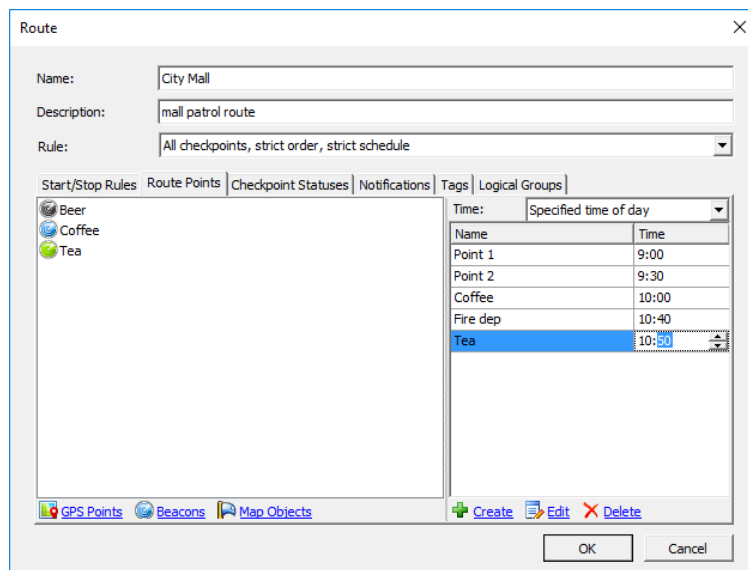 Route
Name: City Mall
Description: mall patrol route
Rule: All checkpoints, strict order, strict schedule
Start/Stop Rules Route Points Checkpoint Statuses Notifications Tags Logical Groups
Beer
Coffee
Tea
Time: Specified time of day
Name Time
Point 1 9:00
Point 2 9:30
Coffee 10:00
Fire dep 10:40
Tea 10:50
GPS Points Beacons Map Objects
Create Edit Delete
OK Cancel